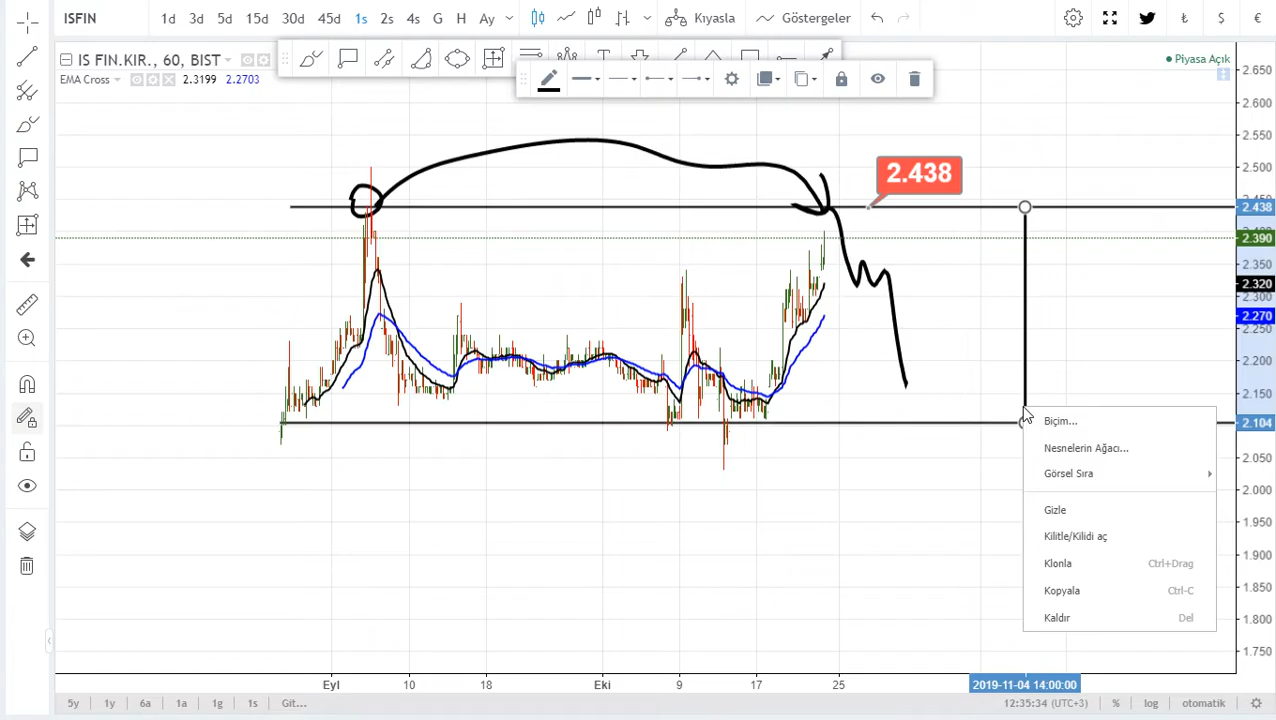 ISFIN 1d 3d 5d 15d 30d 45d 1s 2s 4s G H Ay Kıyasla Göstergeler ₺ $ €
IS FIN.KIR., 60, BIST
EMA Cross 2.3199 2.2703
Piyasa Açık
2.438
2.650
2.600
2.550
2.500
2.450
2.438
2.400
2.390
2.350
2.320
2.300
2.270
2.250
2.200
2.150
2.104
2.050
2.000
1.950
1.900
1.850
1.800
1.750
Biçim...
Nesnelerin Ağacı...
Görsel Sıra
Gizle
Kilitle/Kilidi aç
Klonla Ctrl+Drag
Kopyala Ctrl-C
Kaldır Del
Eyl 10 18 Eki 9 17 25 2019-11-04 14:00:00
5y 1y 6a 1a 1g 1s Git... 12:35:34 (UTC+3) % log otomatik